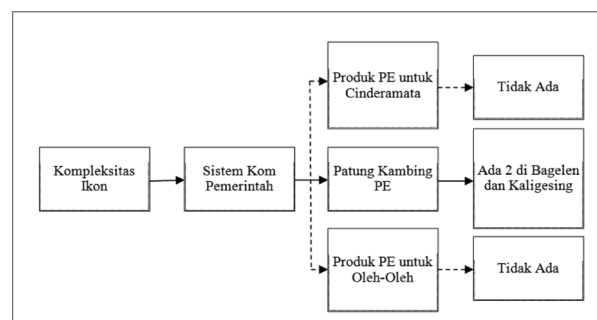 Produk PE untuk
Cinderamata
Tidak Ada
Kompleksitas
Ikon
Sistem Kom
Pemerintah
Patung Kambing
PE
Ada 2 di Bagelen
dan Kaligesing
Produk PE untuk
Oleh-Oleh
Tidak Ada